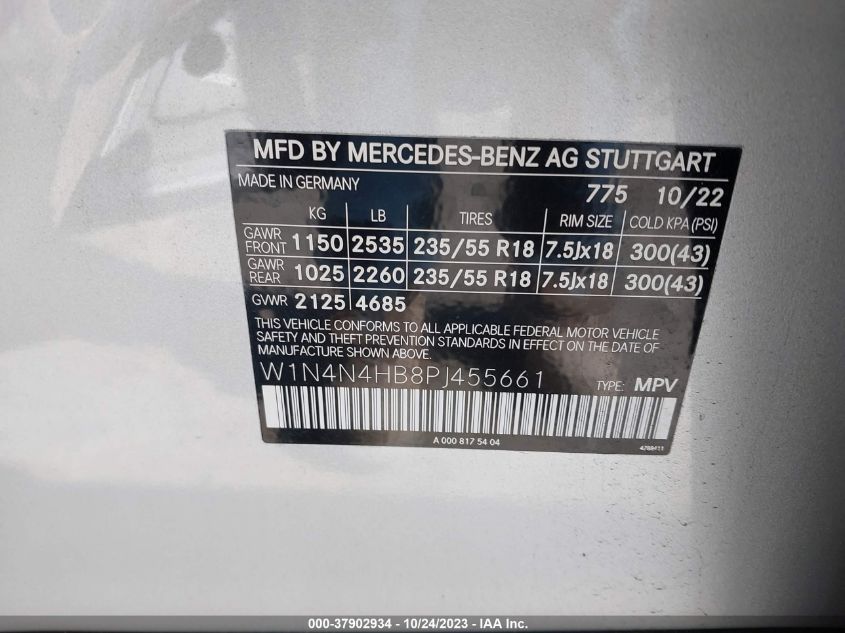 MFD BY MERCEDES-BENZ AG STUTTGART
MADE IN GERMANY 775 10/22
KG LB TIRES RIM SIZE COLD KPA (PSI)
GAWR FRONT 1150 2535 235/55 R18 7.5Jx18 300(43)
GAWR REAR 1025 2260 235/55 R18 7.5Jx18 300(43)
GVWR 2125 4685
THIS VEHICLE CONFORMS TO ALL APPLICABLE FEDERAL MOTOR VEHICLE
SAFETY AND THEFT PREVENTION STANDARDS IN EFFECT ON THE DATE OF
MANUFACTURE SHOWN ABOVE.
W1N4N4HB8PJ455661 TYPE: MPV
A 000 817 54 04
000-37902934 - 10/24/2023 - IAA Inc.